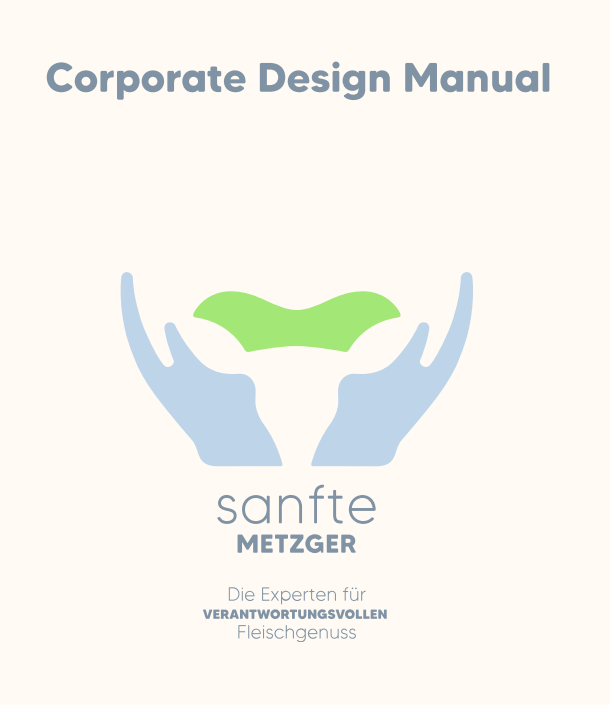 Corporate Design Manual
sanfte
METZGER
Die Experten für
VERANTWORTUNGSVOLLEN
Fleischgenuss